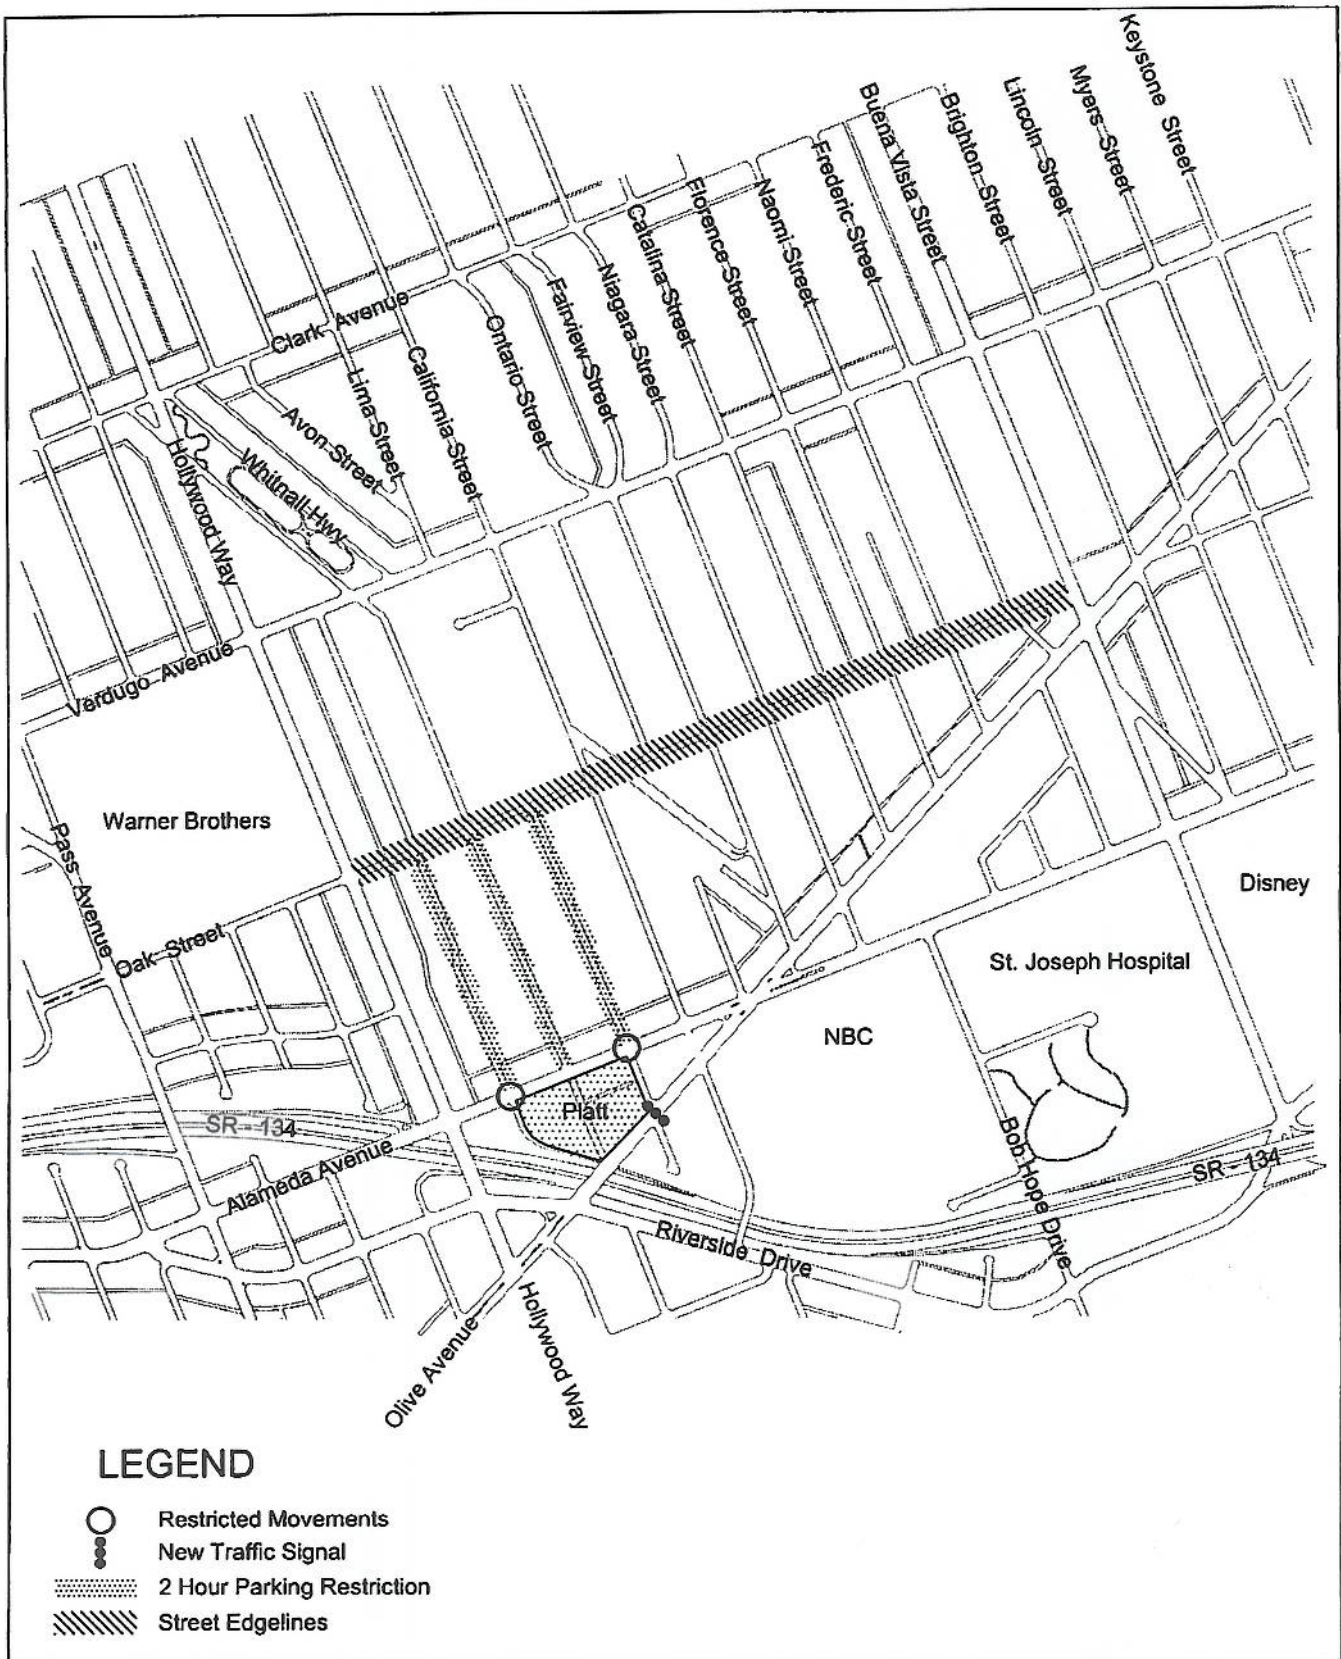 Keystone Street
Myers Street
Lincoln Street
Brighton Street
Buena Vista Street
Frederic Street
Naomi Street
Florence Street
Catalina Street
Niagara Street
Fairview Street
Ontario Street
Clark Avenue
California Street
Lima Street
Avon Street
Whitnall Hwy
Hollywood Way
Verdugo Avenue
Warner Brothers
Pass Avenue
Oak Street
Disney
St. Joseph Hospital
NBC
Platt
SR - 134
Alameda Avenue
Bob Hope Drive
SR - 134
Riverside Drive
Olive Avenue
Hollywood Way
LEGEND
Restricted Movements
New Traffic Signal
2 Hour Parking Restriction
Street Edgelines